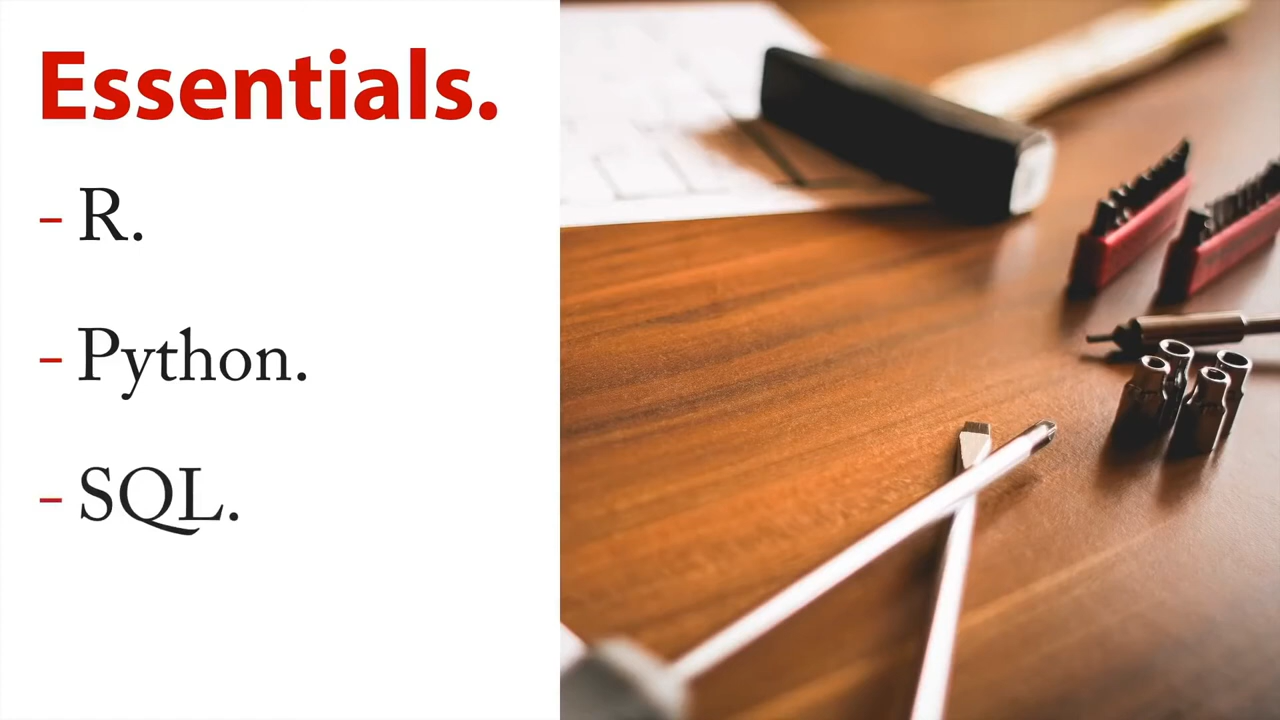 Essentials.
- R.
- Python.
- SQL.